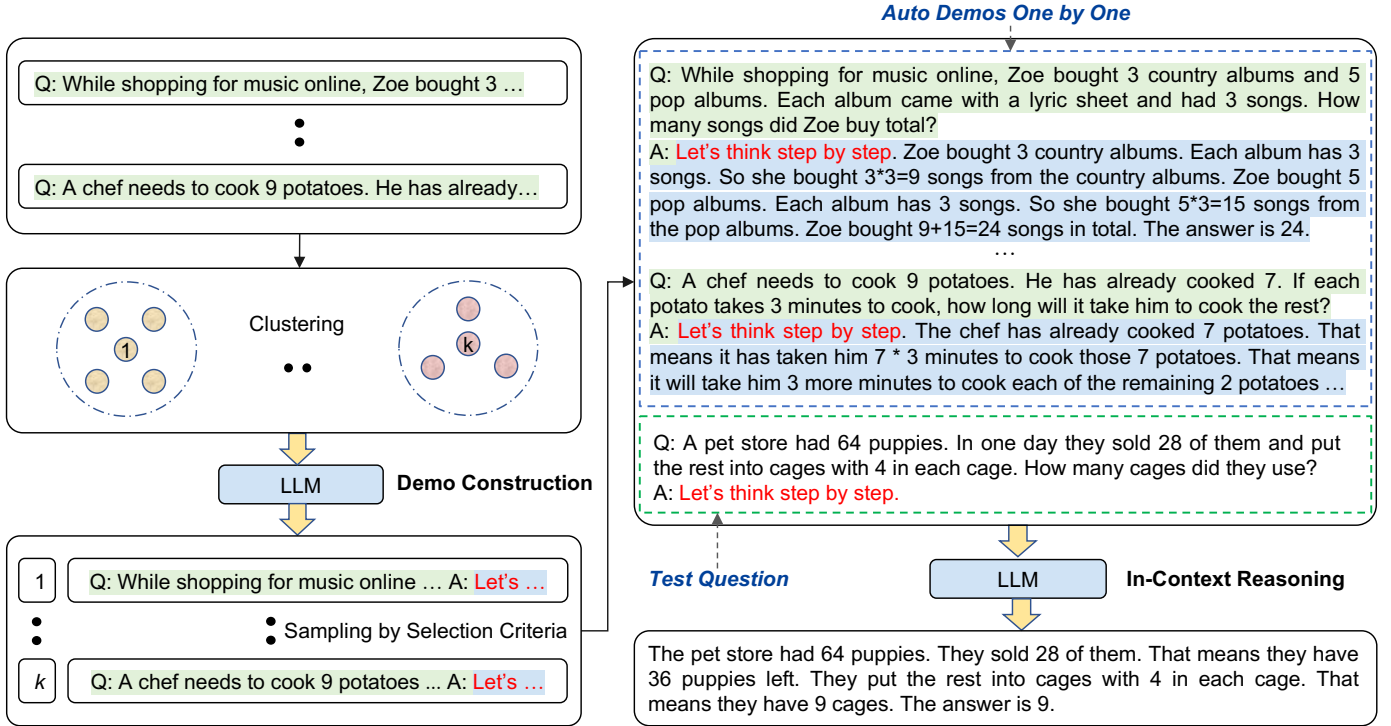 Q: While shopping for music online, Zoe bought 3 …
Q: A chef needs to cook 9 potatoes. He has already…
1
Clustering
k
LLM
Demo Construction
1
Q: While shopping for music online … A: Let's …
Sampling by Selection Criteria
k
Q: A chef needs to cook 9 potatoes ... A: Let's …
Auto Demos One by One
Q: While shopping for music online, Zoe bought 3 country albums and 5
pop albums. Each album came with a lyric sheet and had 3 songs. How
many songs did Zoe buy total?
A: Let's think step by step. Zoe bought 3 country albums. Each album has 3
songs. So she bought 3*3=9 songs from the country albums. Zoe bought 5
pop albums. Each album has 3 songs. So she bought 5*3=15 songs from
the pop albums. Zoe bought 9+15=24 songs in total. The answer is 24.
…
Q: A chef needs to cook 9 potatoes. He has already cooked 7. If each
potato takes 3 minutes to cook, how long will it take him to cook the rest?
A: Let's think step by step. The chef has already cooked 7 potatoes. That
means it has taken him 7 * 3 minutes to cook those 7 potatoes. That means
it will take him 3 more minutes to cook each of the remaining 2 potatoes …
Q: A pet store had 64 puppies. In one day they sold 28 of them and put
the rest into cages with 4 in each cage. How many cages did they use?
A: Let's think step by step.
Test Question
LLM
In-Context Reasoning
The pet store had 64 puppies. They sold 28 of them. That means they have
36 puppies left. They put the rest into cages with 4 in each cage. That
means they have 9 cages. The answer is 9.